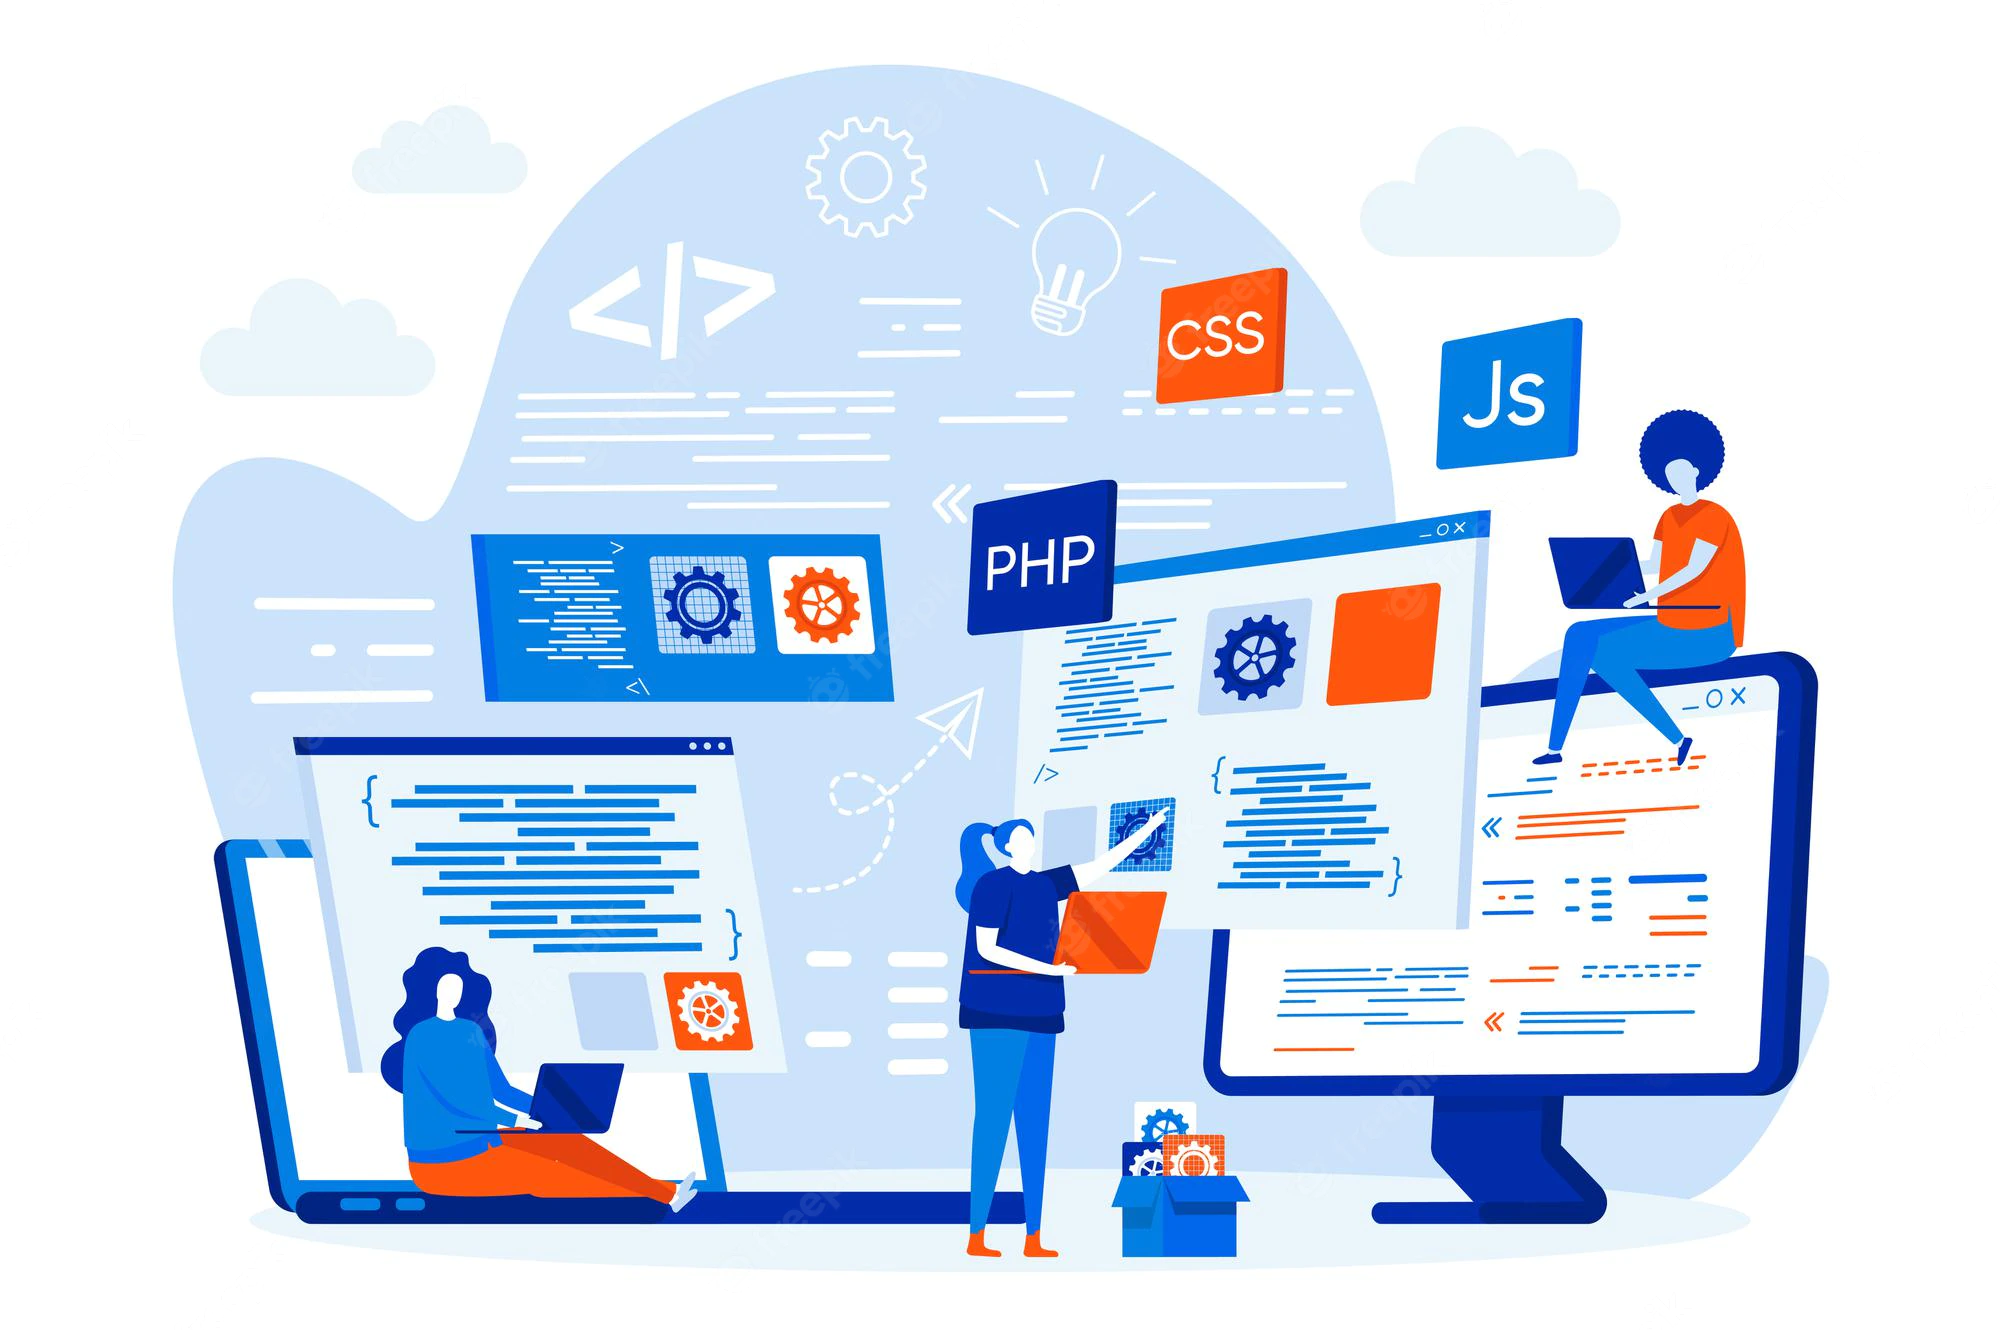 </>
CSS
Js
PHP
>
<\
/>
{
}
{
}